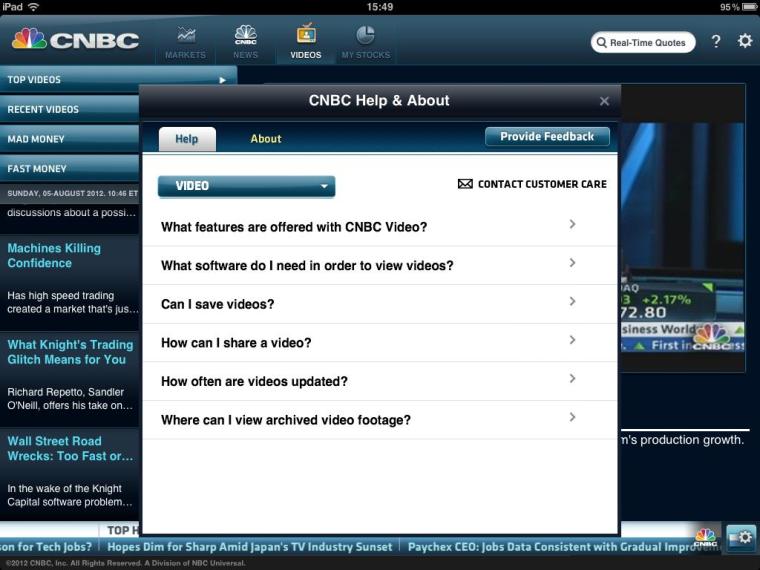 iPad
15:49
95%
CNBC
MARKETS
NEWS
VIDEOS
MY STOCKS
Real-Time Quotes
?
TOP VIDEOS
RECENT VIDEOS
MAD MONEY
FAST MONEY
SUNDAY, 05-AUGUST 2012. 10:46 ET
discussions about a possi...
Machines Killing
Confidence
Has high speed trading
created a market that's jus...
What Knight's Trading
Glitch Means for You
Richard Repetto, Sandler
O'Neill, offers his take on...
Wall Street Road
Wrecks: Too Fast or...
In the wake of the Knight
Capital software problem...
CNBC Help & About
Help
About
Provide Feedback
VIDEO
CONTACT CUSTOMER CARE
What features are offered with CNBC Video?
What software do I need in order to view videos?
Can I save videos?
How can I share a video?
How often are videos updated?
Where can I view archived video footage?
+2.17%
72.80
siness World
First in
CNBC
m's production growth.
TOP H
on for Tech Jobs?
Hopes Dim for Sharp Amid Japan's TV Industry Sunset
Paychex CEO: Jobs Data Consistent with Gradual Improvem
CNBC
©2012 CNBC, Inc. All Rights Reserved. A Division of NBC Universal.